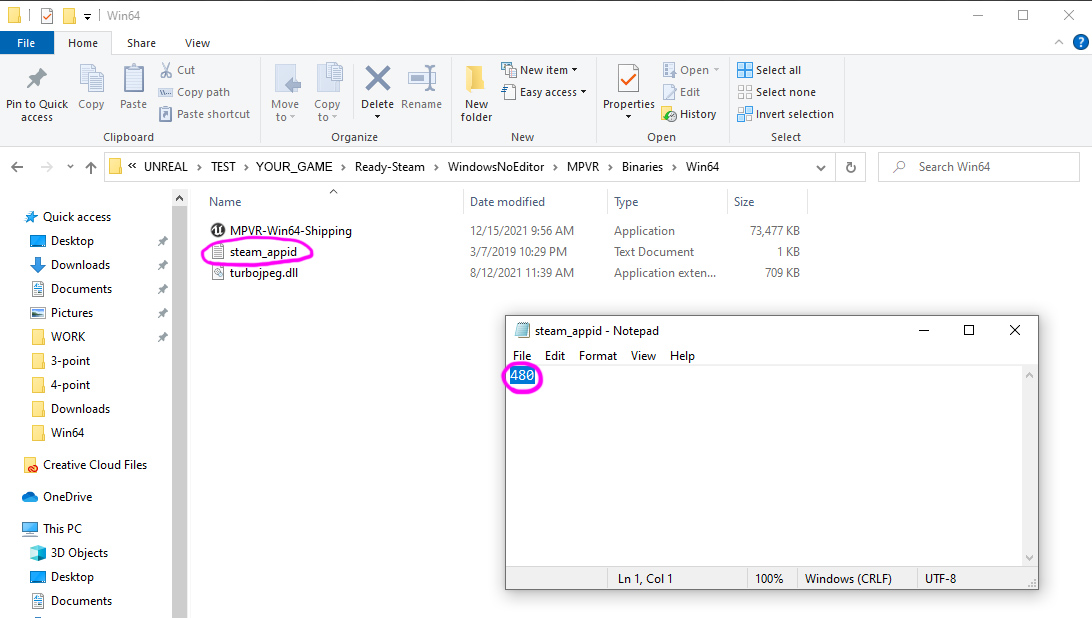 Win64
File Home Share View
Pin to Quick access
Copy
Paste
Cut
Copy path
Paste shortcut
Clipboard
Move to
Copy to
Delete
Rename
Organize
New folder
New item
Easy access
New
Properties
Open
Edit
History
Open
Select all
Select none
Invert selection
Select
« UNREAL › TEST › YOUR_GAME › Ready-Steam › WindowsNoEditor › MPVR › Binaries › Win64
Search Win64
Name Date modified Type Size
MPVR-Win64-Shipping 12/15/2021 9:56 AM Application 73,477 KB
steam_appid 3/7/2019 10:29 PM Text Document 1 KB
turbojpeg.dll 8/12/2021 11:39 AM Application exten... 709 KB
Quick access
Desktop
Downloads
Documents
Pictures
WORK
3-point
4-point
Downloads
Win64
Creative Cloud Files
OneDrive
This PC
3D Objects
Desktop
Documents
steam_appid - Notepad
File Edit Format View Help
480
Ln 1, Col 1 100% Windows (CRLF) UTF-8